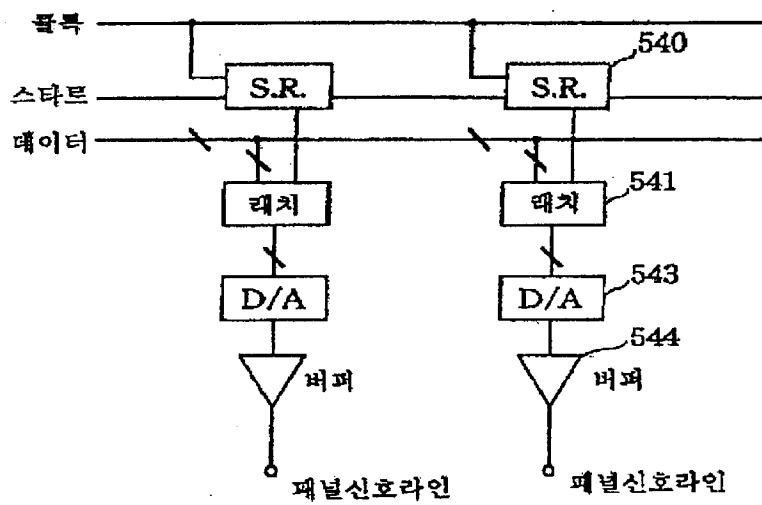 클록
540
S.R.
S.R.
스타트
데이터
541
래치
래치
543
D/A
D/A
544
버퍼
버퍼
패널신호라인
패널신호라인